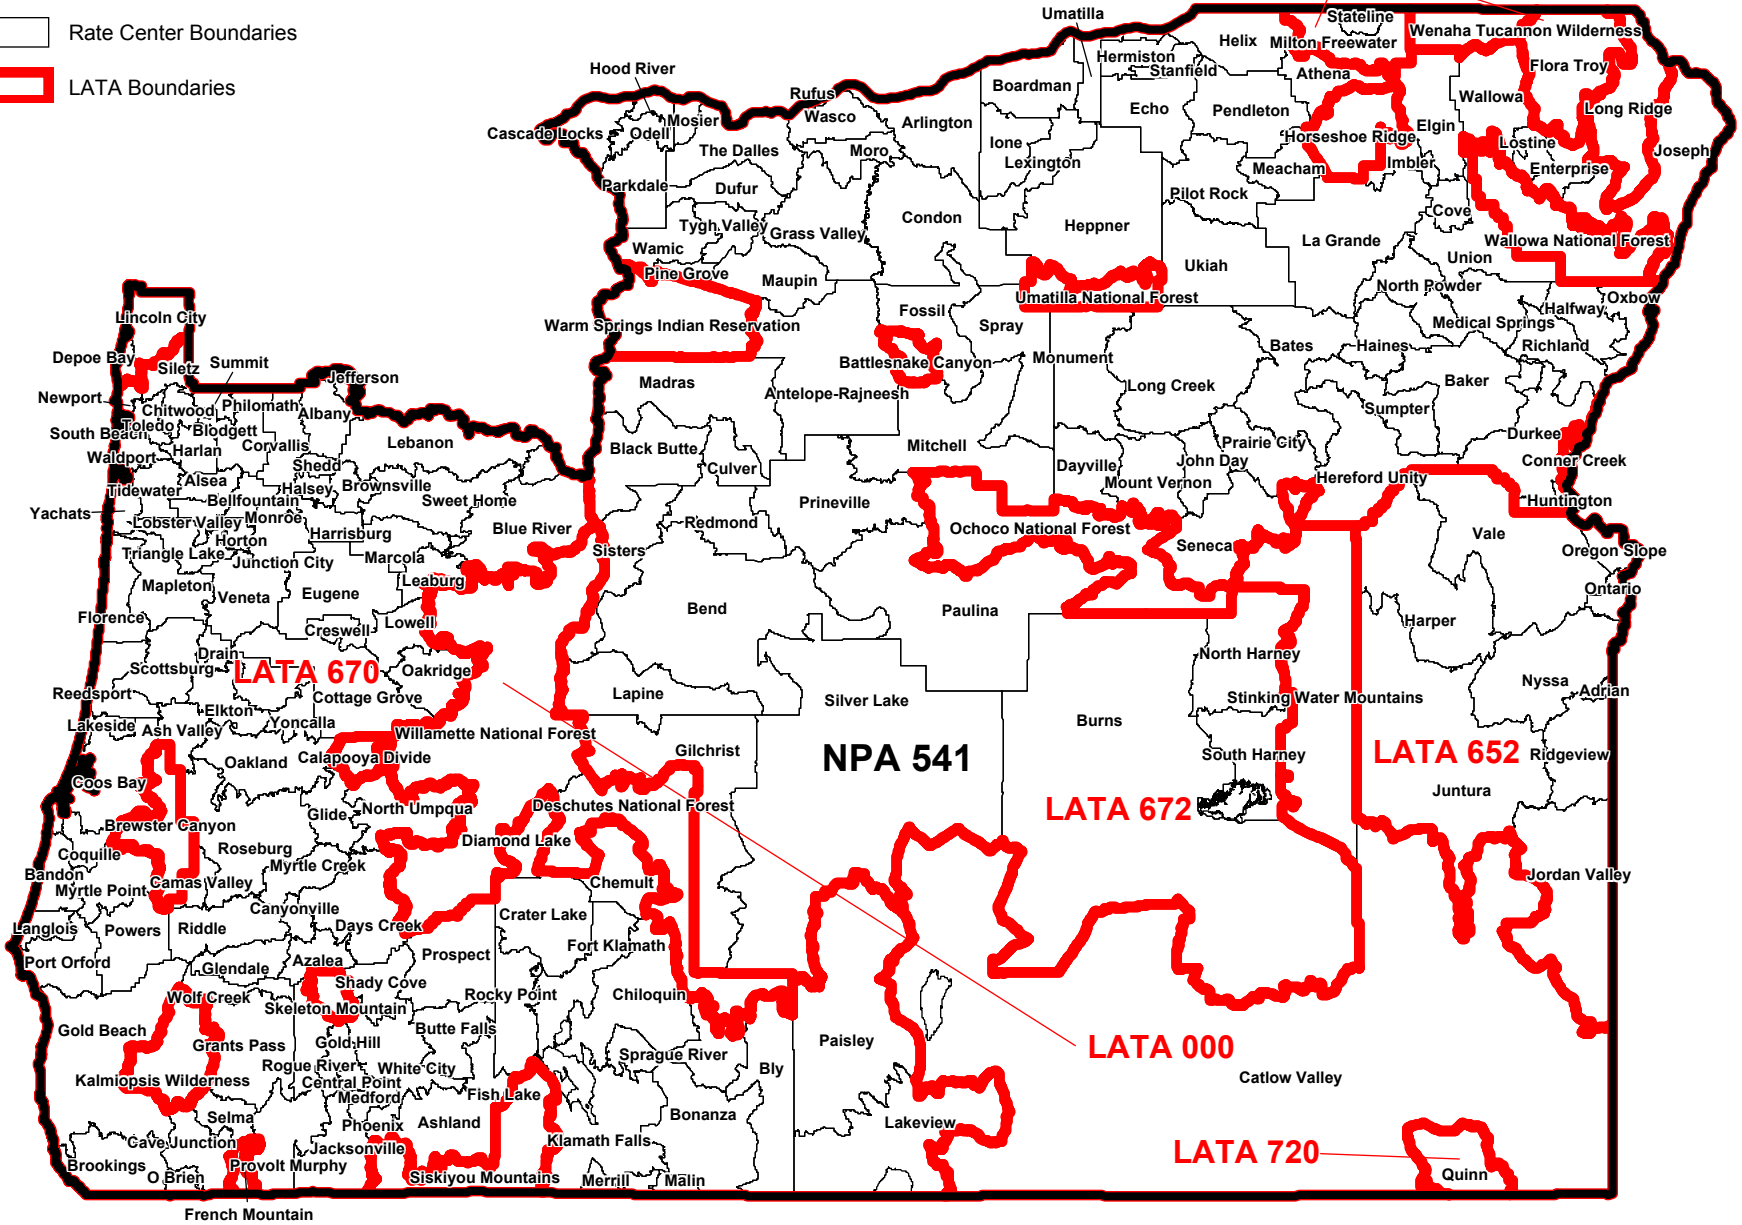 Rate Center Boundaries
LATA Boundaries
Umatilla
Stateline
Wenaha Tucannon Wilderness
Helix
Milton Freewater
Hermiston
Stanfield
Athena
Flora Troy
Hood River
Boardman
Rufus
Wallowa
Echo
Pendleton
Long Ridge
Wasco
Arlington
Mosier
Odell
Cascade Locks
Elgin
Horseshoe Ridge
Ione
Lostine
Joseph
The Dalles
Moro
Lexington
Imbler
Meacham
Enterprise
Parkdale
Dufur
Pilot Rock
Cove
Condon
Tygh Valley
Grass Valley
Heppner
Wamic
La Grande
Wallowa National Forest
Union
Ukiah
Pine Grove
Maupin
North Powder
Umatilla National Forest
Oxbow
Fossil
Halfway
Lincoln City
Warm Springs Indian Reservation
Spray
Medical Springs
Bates
Haines
Richland
Depoe Bay
Siletz
Summit
Battlesnake Canyon
Monument
Jefferson
Madras
Long Creek
Baker
Antelope-Rajneesh
Newport
Chitwood
Philomath
Albany
Sumpter
Toledo
Blodgett
South Beach
Corvallis
Lebanon
Mitchell
Prairie City
Durkee
Harlan
Black Butte
Waldport
Shedd
Culver
Dayville
John Day
Conner Creek
Alsea
Tidewater
Halsey
Brownsville
Mount Vernon
Hereford Unity
Bellfountain
Sweet Home
Prineville
Huntington
Yachats
Lobster Valley
Monroe
Redmond
Blue River
Ochoco National Forest
Harrisburg
Horton
Vale
Triangle Lake
Junction City
Marcola
Sisters
Seneca
Oregon Slope
Mapleton
Leaburg
Veneta
Eugene
Ontario
Florence
Creswell
Lowell
Bend
Paulina
Harper
Drain
Scottsburg
LATA 670
Oakridge
North Harney
Reedsport
Cottage Grove
Lapine
Silver Lake
Stinking Water Mountains
Nyssa
Adrian
Elkton
Yoncalla
Lakeside
Ash Valley
Willamette National Forest
Burns
Oakland
Calapooya Divide
Gilchrist
NPA 541
South Harney
LATA 652
Ridgeview
Coos Bay
Juntura
North Umpqua
Deschutes National Forest
LATA 672
Glide
Brewster Canyon
Diamond Lake
Coquille
Roseburg
Myrtle Creek
Bandon
Myrtle Point
Camas Valley
Chemult
Jordan Valley
Canyonville
Crater Lake
Langlois
Powers
Riddle
Days Creek
Fort Klamath
Port Orford
Glendale
Azalea
Prospect
Shady Cove
Wolf Creek
Rocky Point
Chiloquin
Skeleton Mountain
Gold Beach
Butte Falls
Grants Pass
Gold Hill
Paisley
LATA 000
Sprague River
Rogue River
White City
Bly
Kalmiopsis Wilderness
Central Point
Catlow Valley
Medford
Fish Lake
Selma
Phoenix
Ashland
Bonanza
Lakeview
Cave Junction
Jacksonville
Klamath Falls
LATA 720
Brookings
O Brien
Provolt Murphy
Siskiyou Mountains
Merrill
Malin
Quinn
French Mountain